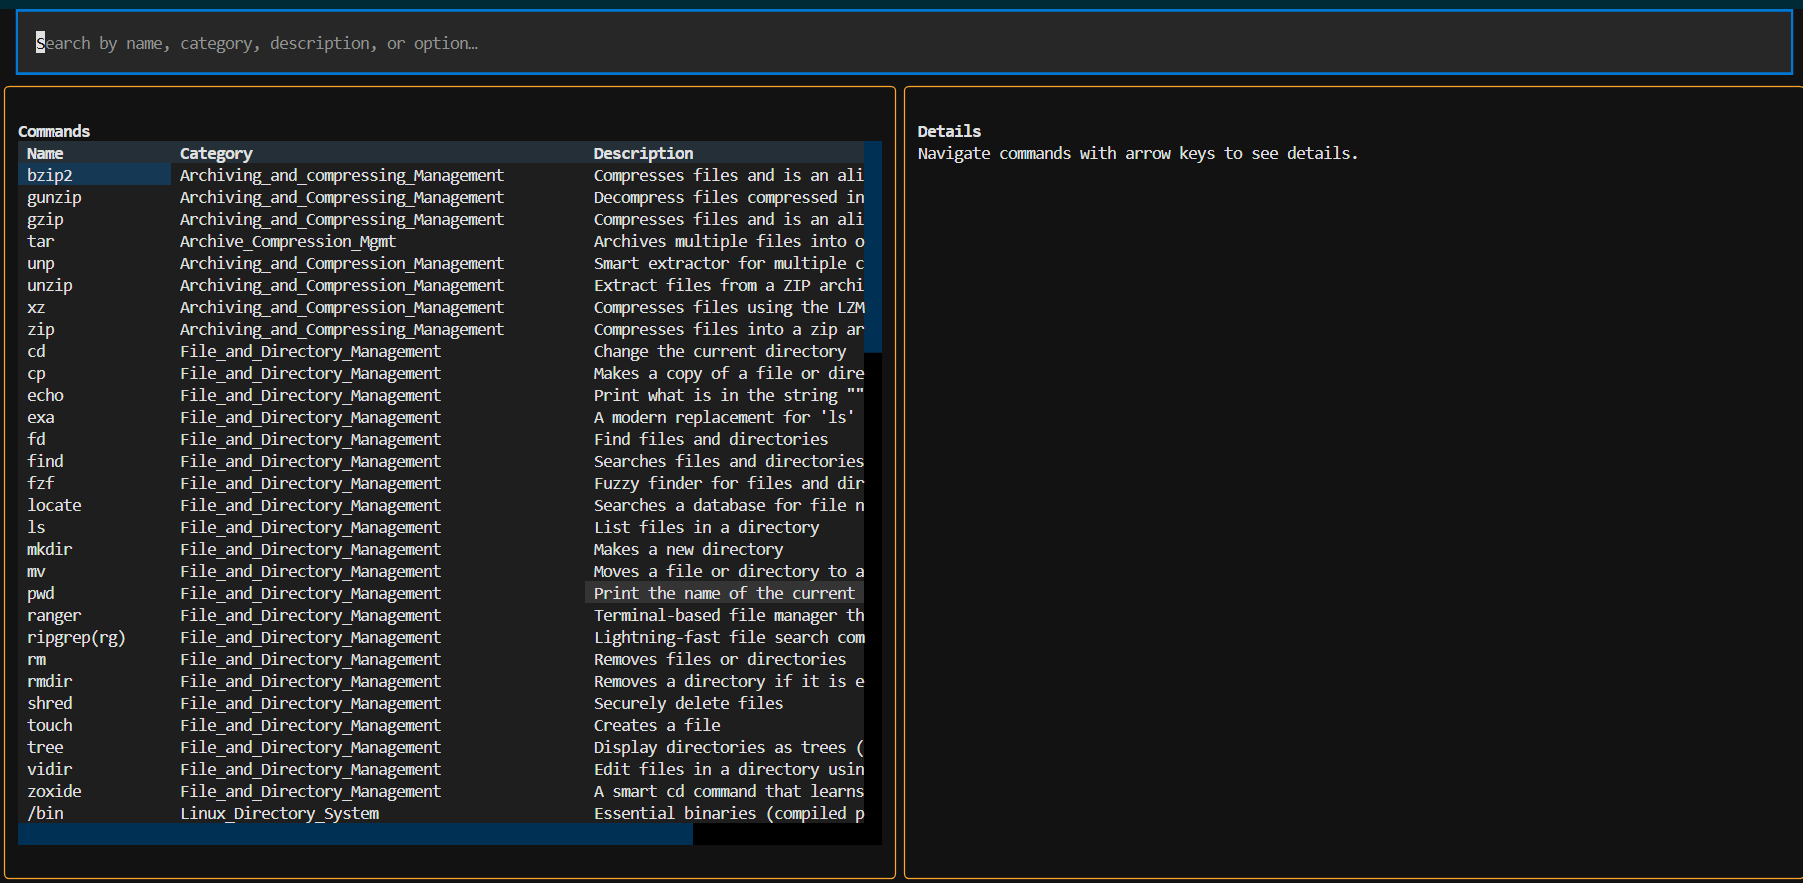 Search by name, category, description, or option…
Commands
Name Category Description
bzip2 Archiving_and_compressing_Management Compresses files and is an ali
gunzip Archiving_and_Compressing_Management Decompress files compressed in
gzip Archiving_and_Compressing_Management Compresses files and is an ali
tar Archive_Compression_Mgmt Archives multiple files into o
unp Archiving_and_Compression_Management Smart extractor for multiple c
unzip Archiving_and_Compression_Management Extract files from a ZIP archi
xz Archiving_and_Compression_Management Compresses files using the LZM
zip Archiving_and_Compressing_Management Compresses files into a zip ar
cd File_and_Directory_Management Change the current directory
cp File_and_Directory_Management Makes a copy of a file or dire
echo File_and_Directory_Management Print what is in the string ""
exa File_and_Directory_Management A modern replacement for 'ls'
fd File_and_Directory_Management Find files and directories
find File_and_Directory_Management Searches files and directories
fzf File_and_Directory_Management Fuzzy finder for files and dir
locate File_and_Directory_Management Searches a database for file n
ls File_and_Directory_Management List files in a directory
mkdir File_and_Directory_Management Makes a new directory
mv File_and_Directory_Management Moves a file or directory to a
pwd File_and_Directory_Management Print the name of the current
ranger File_and_Directory_Management Terminal-based file manager th
ripgrep(rg) File_and_Directory_Management Lightning-fast file search com
rm File_and_Directory_Management Removes files or directories
rmdir File_and_Directory_Management Removes a directory if it is e
shred File_and_Directory_Management Securely delete files
touch File_and_Directory_Management Creates a file
tree File_and_Directory_Management Display directories as trees (
vidir File_and_Directory_Management Edit files in a directory usin
zoxide File_and_Directory_Management A smart cd command that learns
/bin Linux_Directory_System Essential binaries (compiled p
Details
Navigate commands with arrow keys to see details.